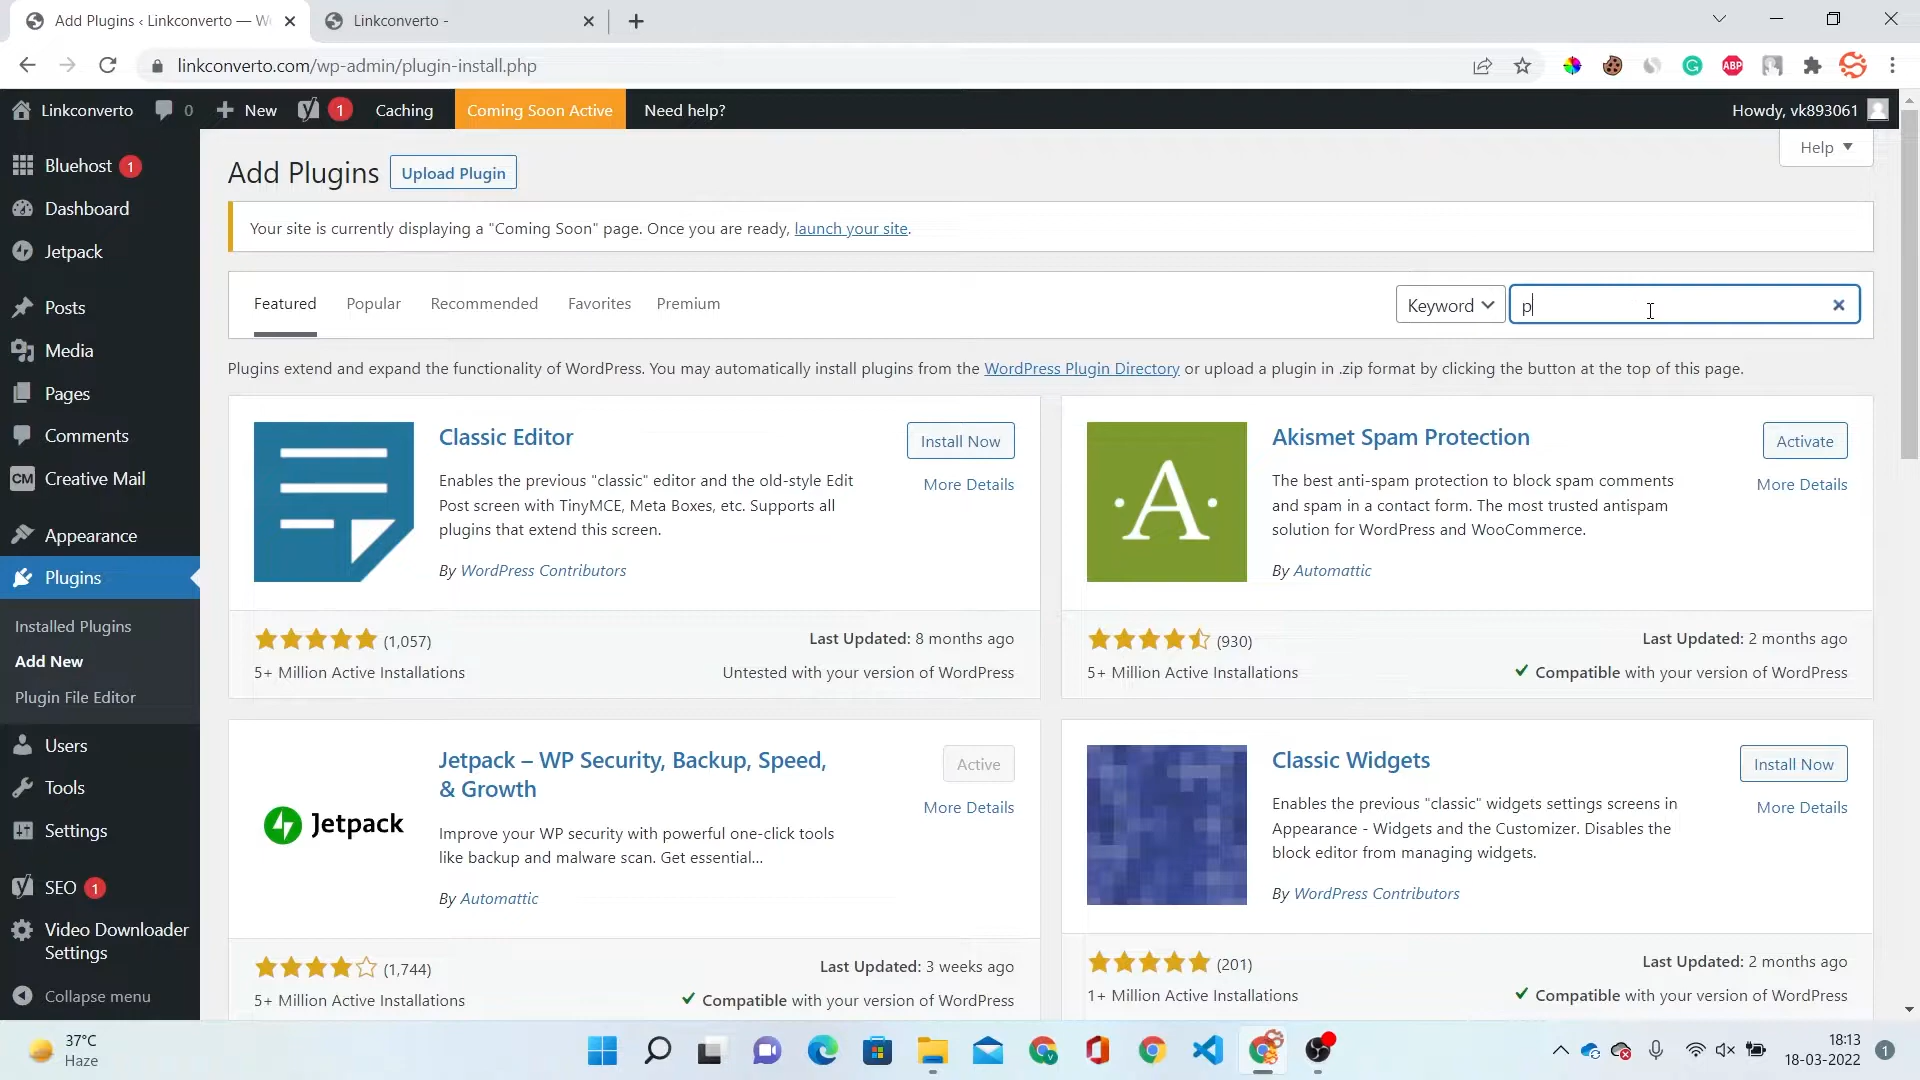 Add Plugins ‹ Linkconverto — W
Linkconverto -
linkconverto.com/wp-admin/plugin-install.php
ABP
Linkconverto
0
New
1
Caching
Coming Soon Active
Need help?
Howdy, vk893061
Bluehost 1
Dashboard
Jetpack
Posts
Media
Pages
Comments
CM Creative Mail
Appearance
Plugins
Installed Plugins
Add New
Plugin File Editor
Users
Tools
Settings
SEO 1
Video Downloader
Settings
Collapse menu
Help
Add Plugins
Upload Plugin
Your site is currently displaying a "Coming Soon" page. Once you are ready, launch your site.
Featured
Popular
Recommended
Favorites
Premium
Keyword
p
Plugins extend and expand the functionality of WordPress. You may automatically install plugins from the WordPress Plugin Directory or upload a plugin in .zip format by clicking the button at the top of this page.
Classic Editor
Install Now
More Details
Enables the previous "classic" editor and the old-style Edit
Post screen with TinyMCE, Meta Boxes, etc. Supports all
plugins that extend this screen.
By WordPress Contributors
(1,057)
Last Updated: 8 months ago
5+ Million Active Installations
Untested with your version of WordPress
A
Akismet Spam Protection
Activate
More Details
The best anti-spam protection to block spam comments
and spam in a contact form. The most trusted antispam
solution for WordPress and WooCommerce.
By Automattic
(930)
Last Updated: 2 months ago
5+ Million Active Installations
Compatible with your version of WordPress
Jetpack
Jetpack – WP Security, Backup, Speed,
& Growth
Active
More Details
Improve your WP security with powerful one-click tools
like backup and malware scan. Get essential...
By Automattic
(1,744)
Last Updated: 3 weeks ago
5+ Million Active Installations
Compatible with your version of WordPress
Classic Widgets
Install Now
More Details
Enables the previous "classic" widgets settings screens in
Appearance - Widgets and the Customizer. Disables the
block editor from managing widgets.
By WordPress Contributors
(201)
Last Updated: 2 months ago
1+ Million Active Installations
Compatible with your version of WordPress
37°C
Haze
18:13
18-03-2022
1